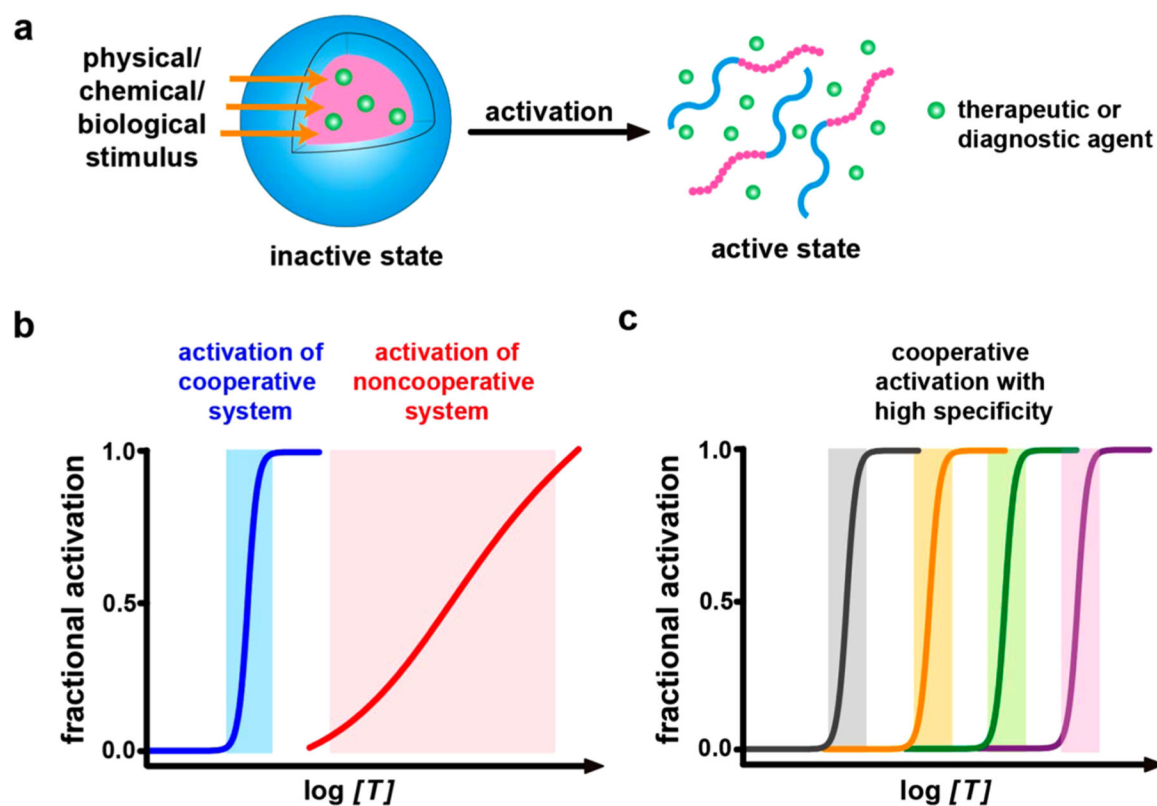 a
physical/
chemical/
biological
stimulus
inactive state
activation
active state
therapeutic or
diagnostic agent
b
activation of
cooperative
system
activation of
noncooperative
system
fractional activation
1.0
0.5
0.0
log [T]
c
cooperative
activation with
high specificity
fractional activation
1.0
0.5
0.0
log [T]